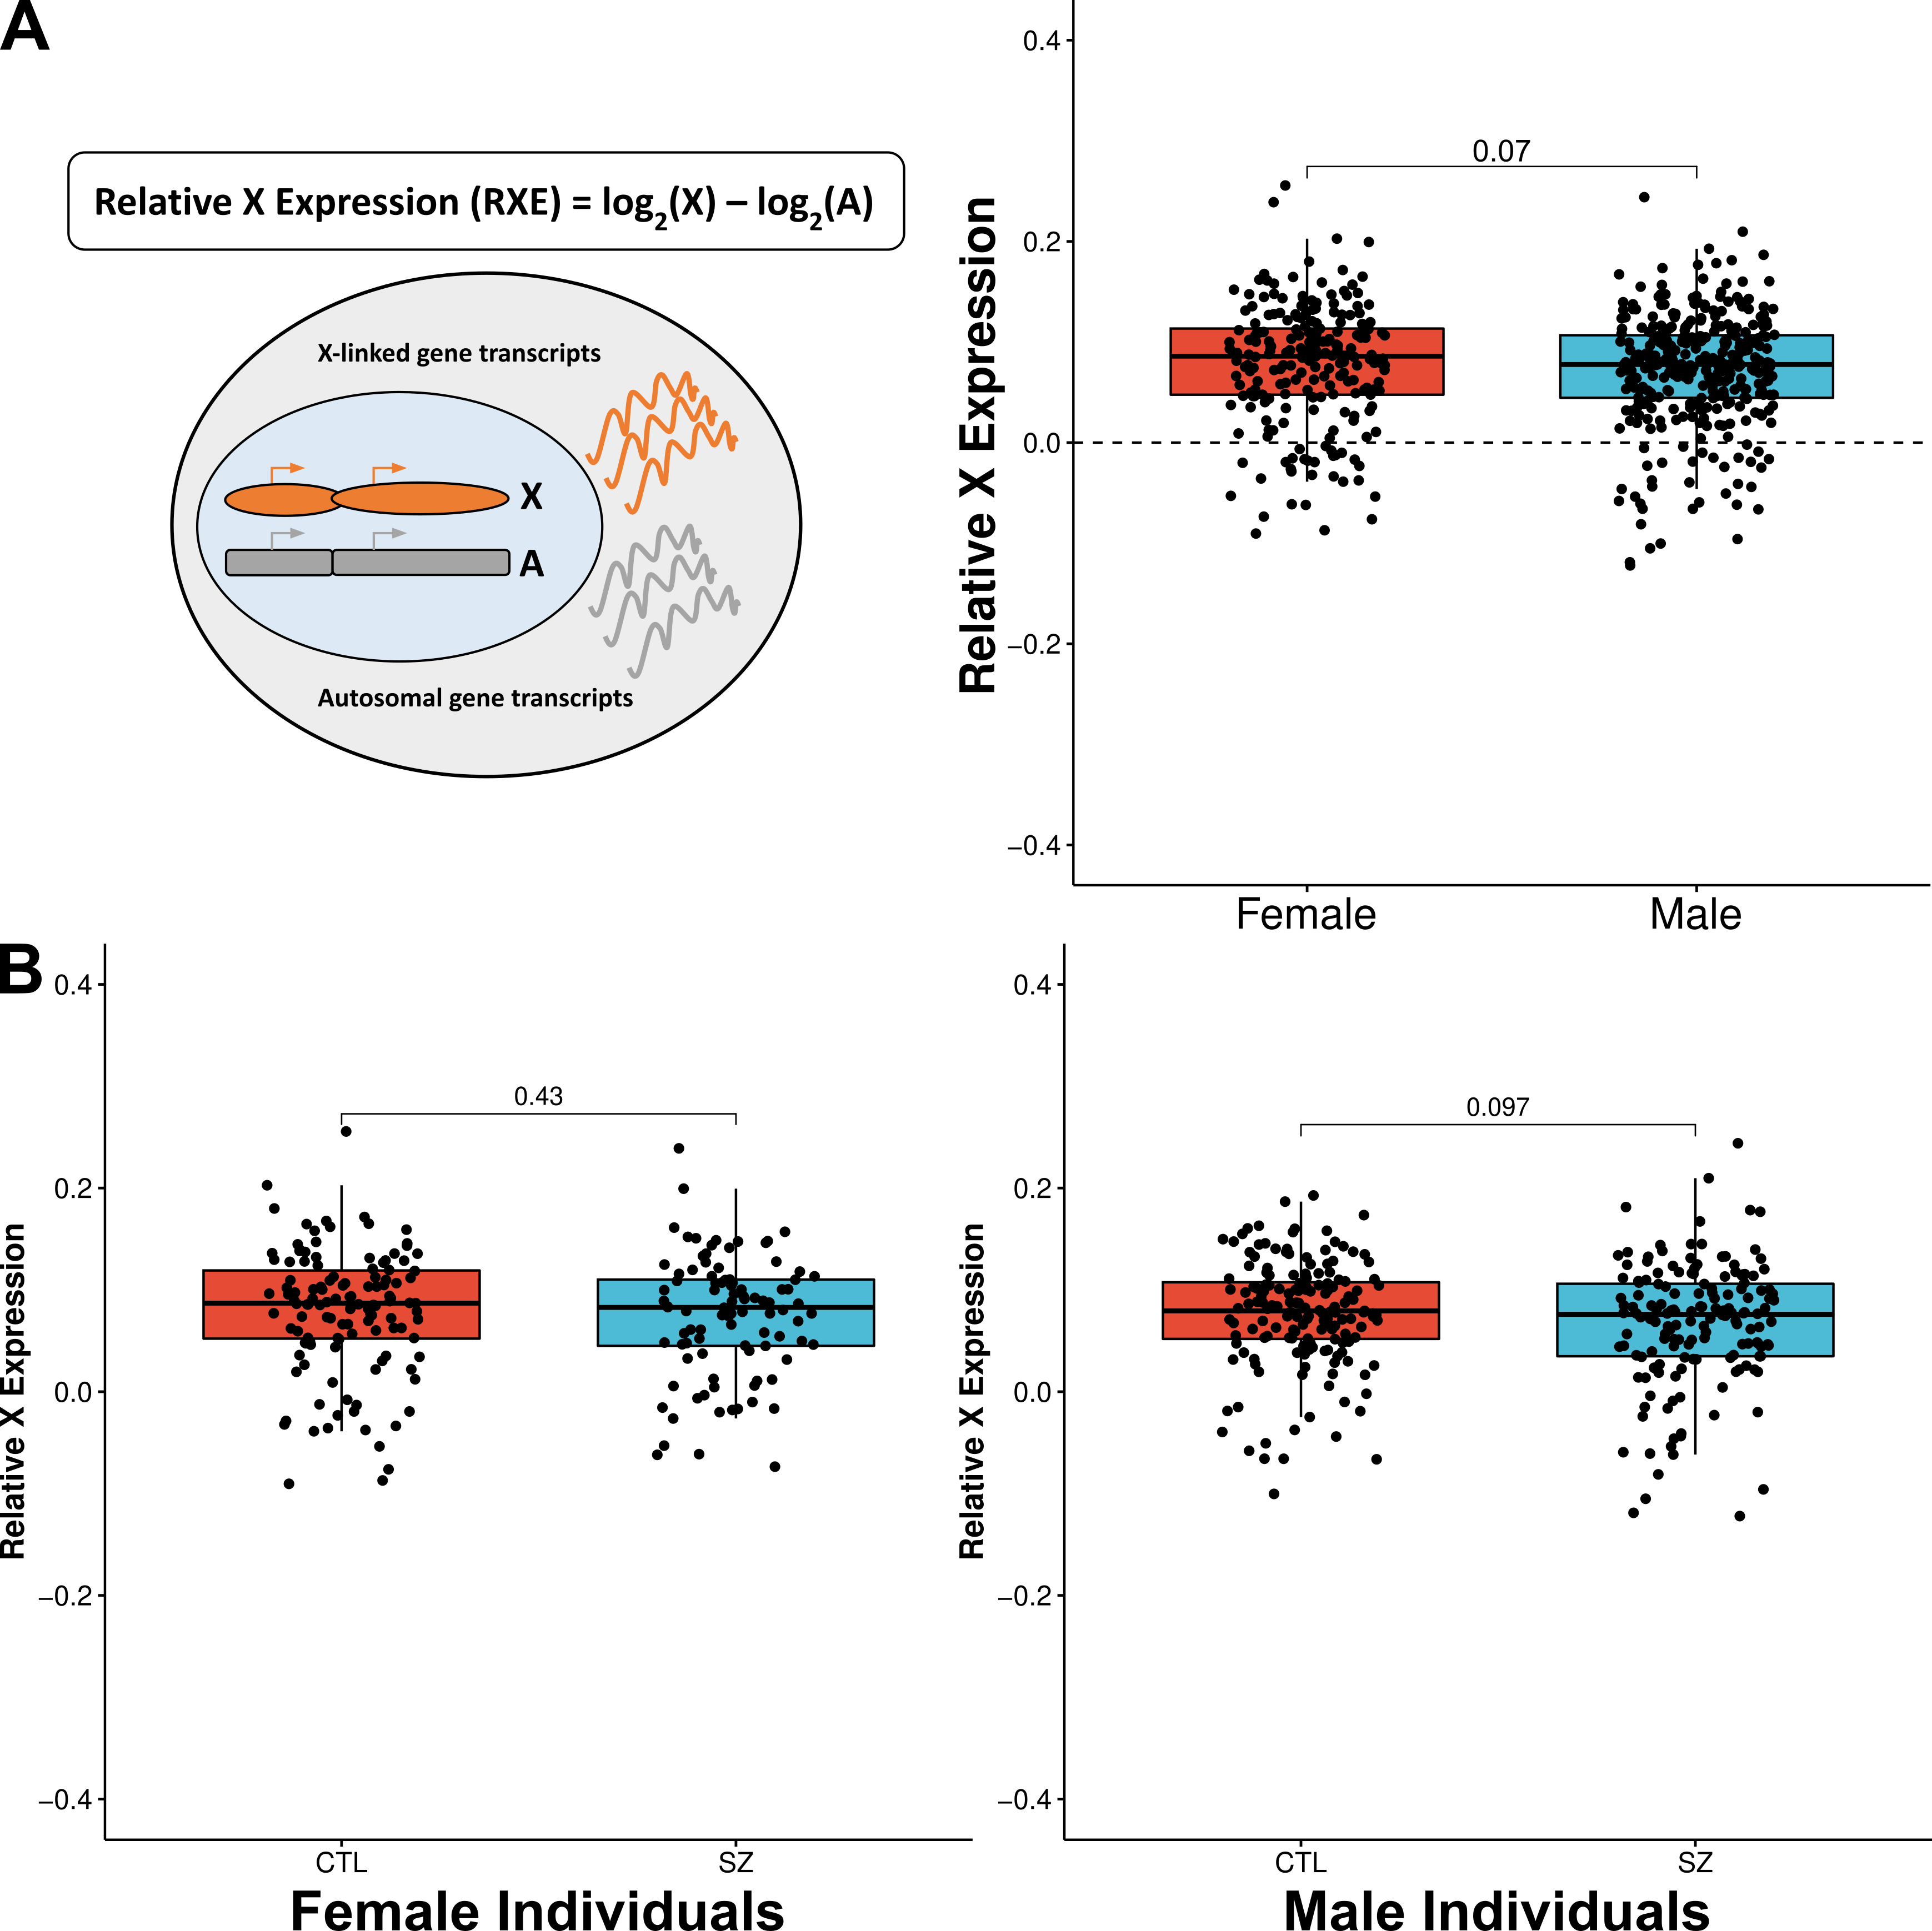 A
Relative X Expression (RXE) = log2(X) – log2(A)
X-linked gene transcripts
X
A
Autosomal gene transcripts
Relative X Expression
0.4
0.2
0.0
−0.2
−0.4
0.07
Female
Male
B
Relative X Expression
0.4
0.2
0.0
−0.2
−0.4
0.43
CTL
SZ
Female Individuals
Relative X Expression
0.4
0.2
0.0
−0.2
−0.4
0.097
CTL
SZ
Male Individuals